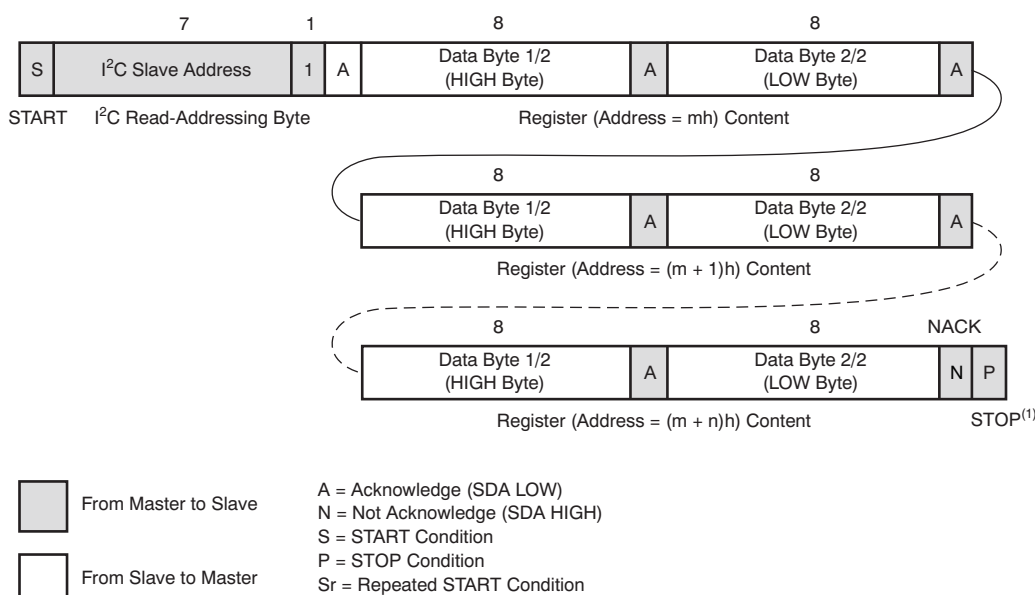 7 1 8 8
S I²C Slave Address 1 A Data Byte 1/2 (HIGH Byte) A Data Byte 2/2 (LOW Byte) A
START I²C Read-Addressing Byte Register (Address = mh) Content
8 8
Data Byte 1/2 (HIGH Byte) A Data Byte 2/2 (LOW Byte) A
Register (Address = (m + 1)h) Content
8 8 NACK
Data Byte 1/2 (HIGH Byte) A Data Byte 2/2 (LOW Byte) N P
Register (Address = (m + n)h) Content STOP⁽¹⁾
From Master to Slave
From Slave to Master
A = Acknowledge (SDA LOW)
N = Not Acknowledge (SDA HIGH)
S = START Condition
P = STOP Condition
Sr = Repeated START Condition